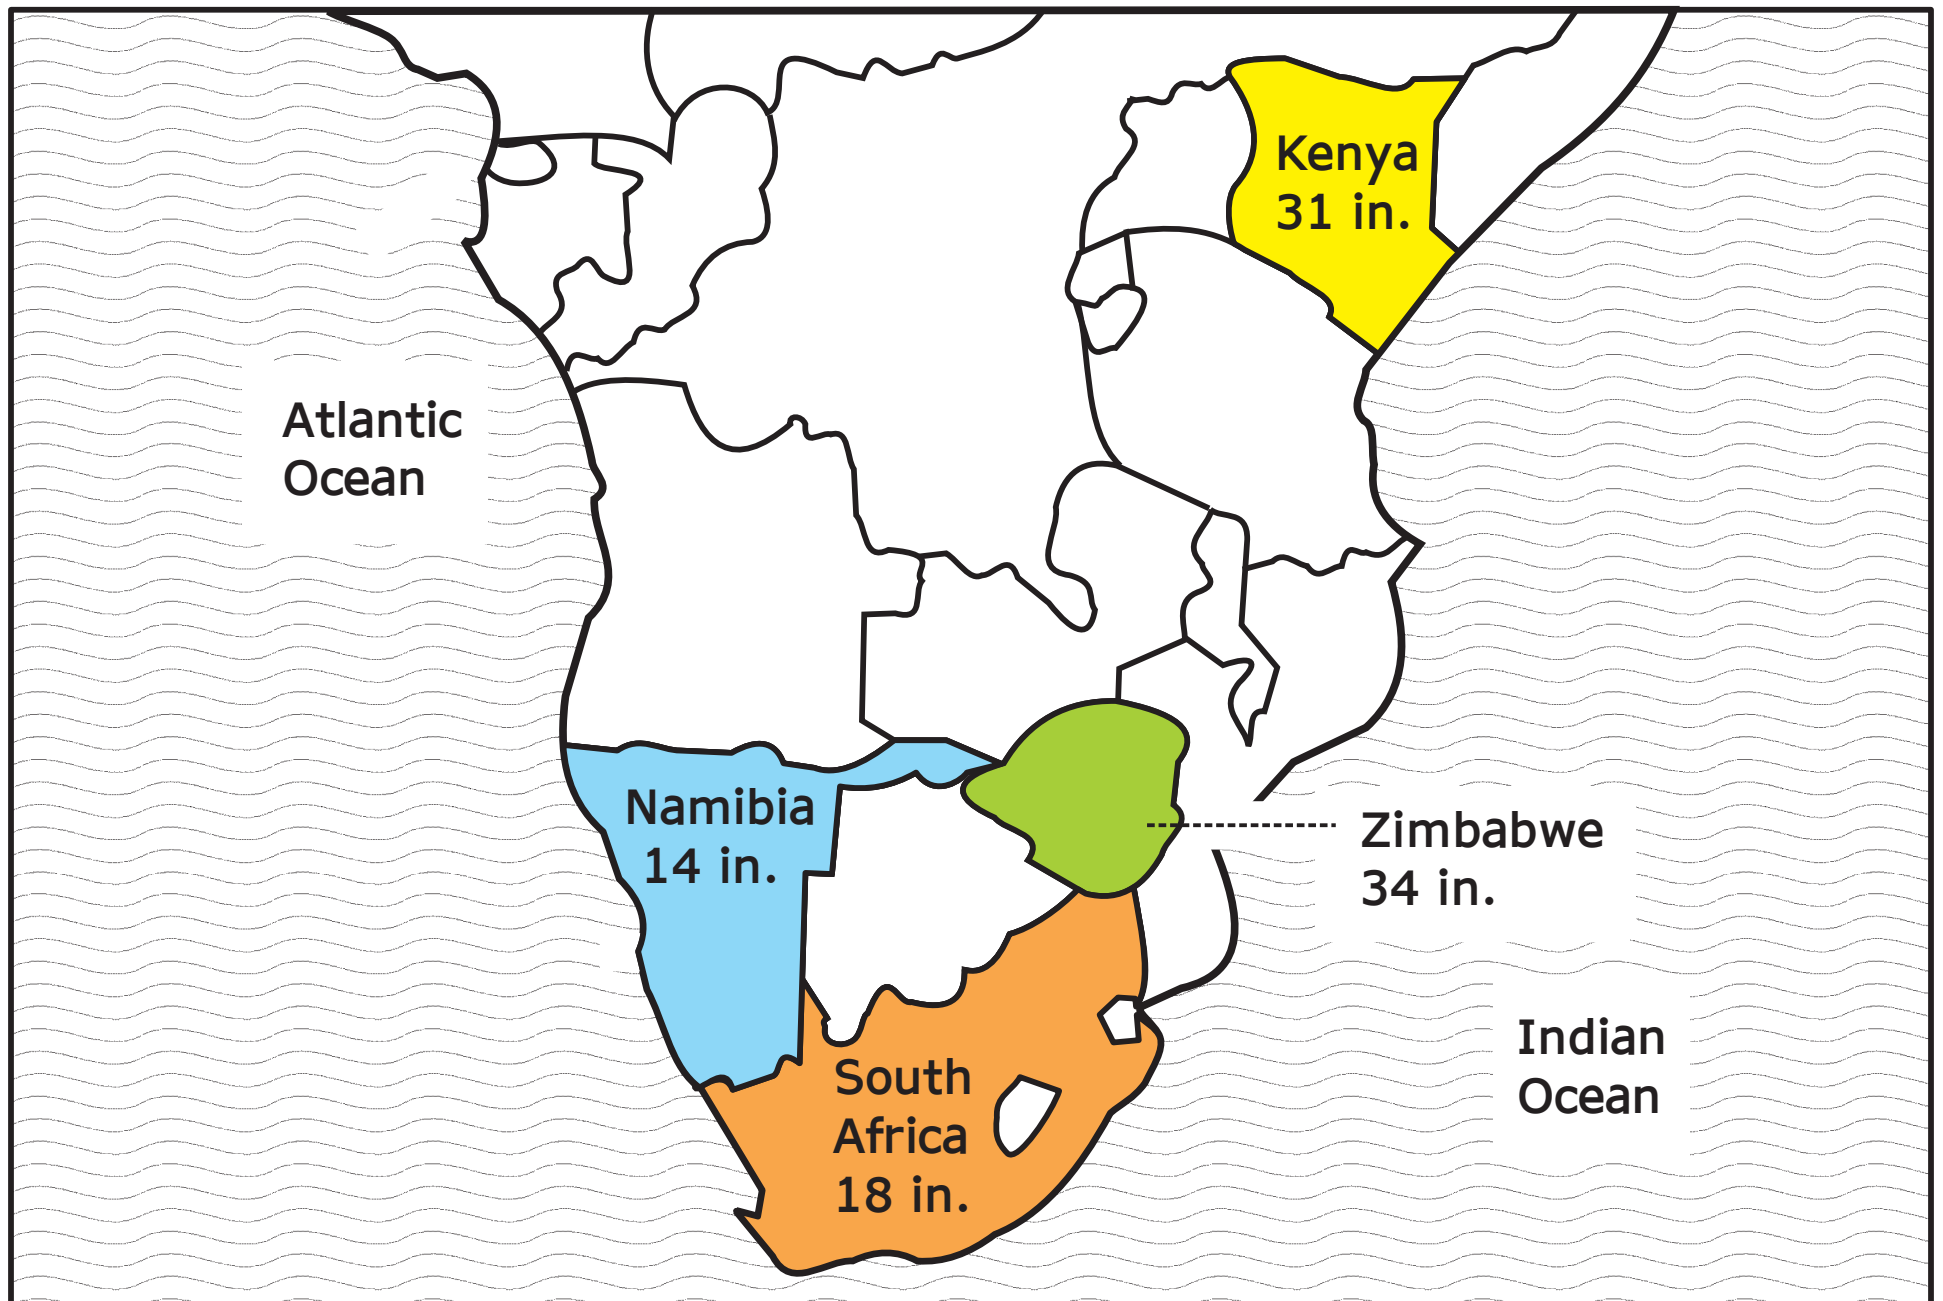 Kenya
31 in.
Atlantic
Ocean
Namibia
14 in.
Zimbabwe
34 in.
Indian
Ocean
South
Africa
18 in.